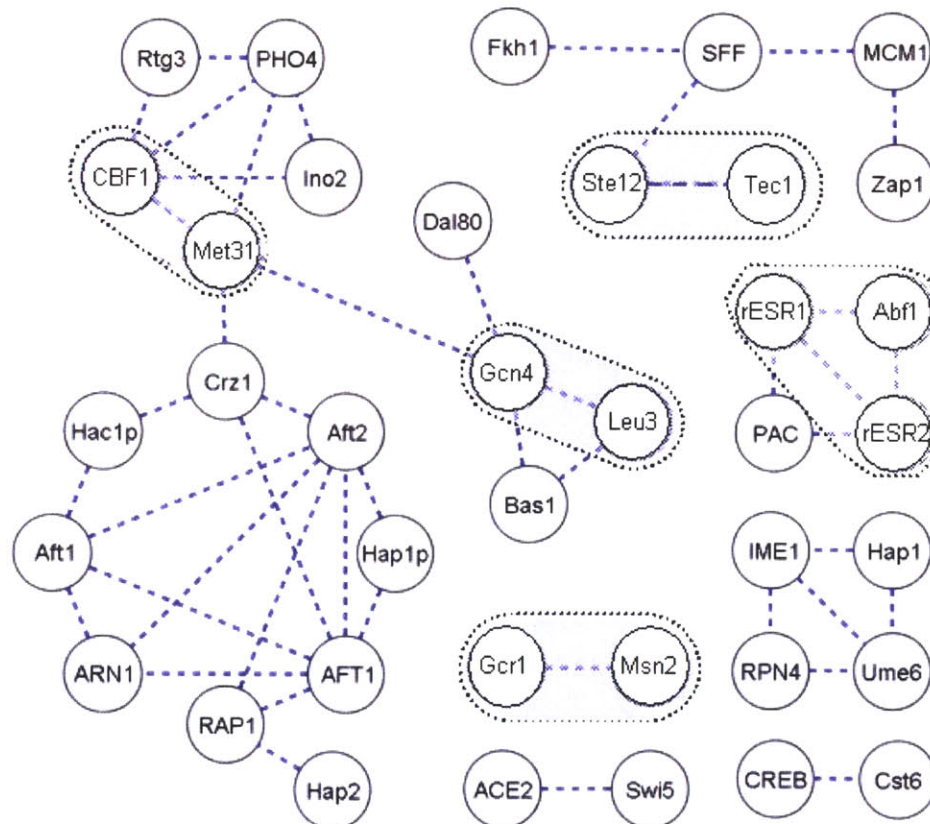 Rtg3
PHO4
CBF1
Ino2
Met31
Fkh1
SFF
MCM1
Ste12
Tec1
Zap1
Dal80
Gcn4
Leu3
Bas1
rESR1
Abf1
PAC
rESR2
Crz1
Hac1p
Aft2
Aft1
Hap1p
ARN1
AFT1
RAP1
Hap2
Gcr1
Msn2
ACE2
Swi5
IME1
Hap1
RPN4
Ume6
CREB
Cst6